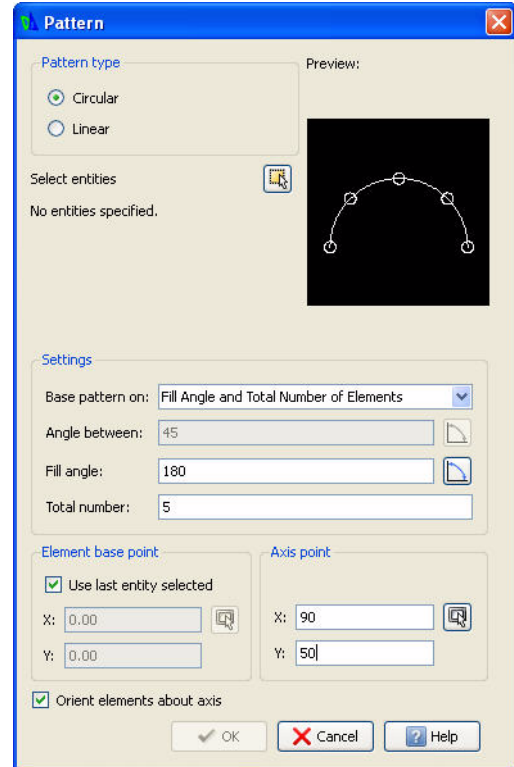 Pattern
Pattern type
Circular
Linear
Preview:
Select entities
No entities specified.
Settings
Base pattern on: Fill Angle and Total Number of Elements
Angle between: 45
Fill angle: 180
Total number: 5
Element base point
Use last entity selected
X: 0.00
Y: 0.00
Axis point
X: 90
Y: 50
Orient elements about axis
OK Cancel ? Help